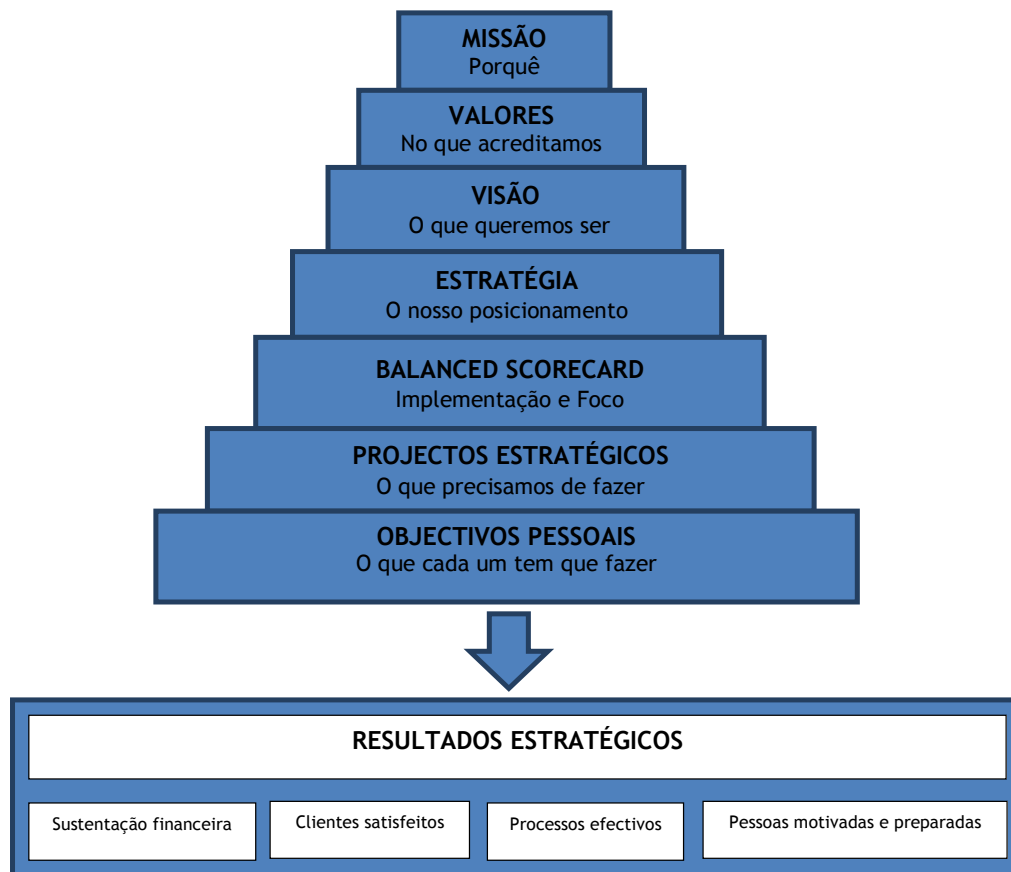 MISSÃO
Porquê
VALORES
No que acreditamos
VISÃO
O que queremos ser
ESTRATÉGIA
O nosso posicionamento
BALANCED SCORECARD
Implementação e Foco
PROJECTOS ESTRATÉGICOS
O que precisamos de fazer
OBJECTIVOS PESSOAIS
O que cada um tem que fazer
RESULTADOS ESTRATÉGICOS
Sustentação financeira
Clientes satisfeitos
Processos efectivos
Pessoas motivadas e preparadas